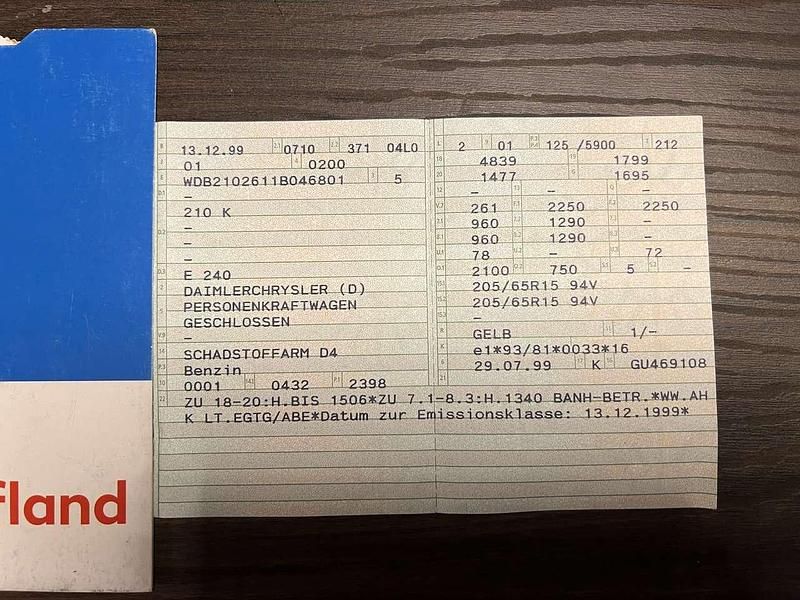 13.12.99 0710 371 04L0
01 0200
WDB2102611B046801 5
–
210 K
–
–
–
E 240
DAIMLERCHRYSLER (D)
PERSONENKRAFTWAGEN
GESCHLOSSEN
–
SCHADSTOFFARM D4
Benzin
0001 0432 2398
2 01 125 /5900 212
4839 1799
1477 1695
– – –
261 2250 2250
960 1290 –
960 1290 –
78 – 72
2100 750 5 –
205/65R15 94V
205/65R15 94V
–
GELB 1/–
e1*93/81*0033*16
29.07.99 K GU469108
ZU 18-20:H.BIS 1506*ZU 7.1-8.3:H.1340 BANH-BETR.*WW.AH
K LT.EGTG/ABE*Datum zur Emissionsklasse: 13.12.1999*
fland